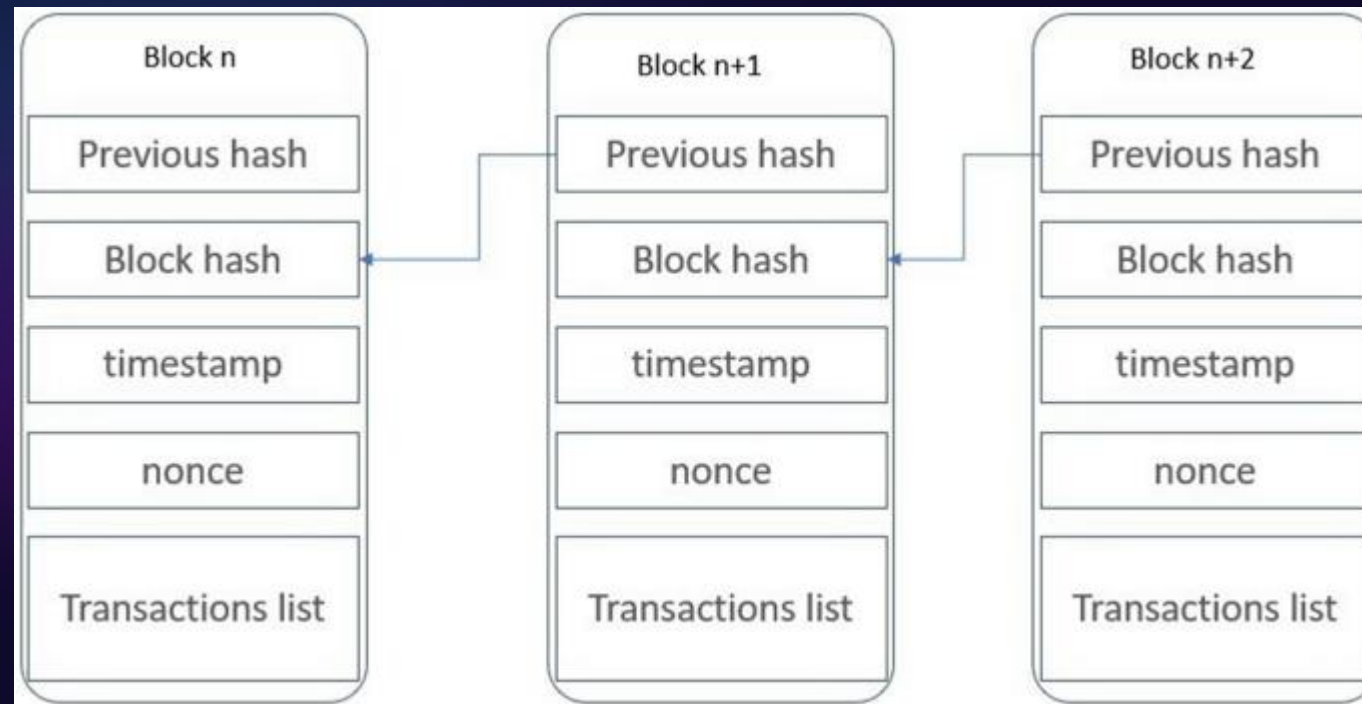 Block n
Previous hash
Block hash
timestamp
nonce
Transactions list
Block n+1
Previous hash
Block hash
timestamp
nonce
Transactions list
Block n+2
Previous hash
Block hash
timestamp
nonce
Transactions list